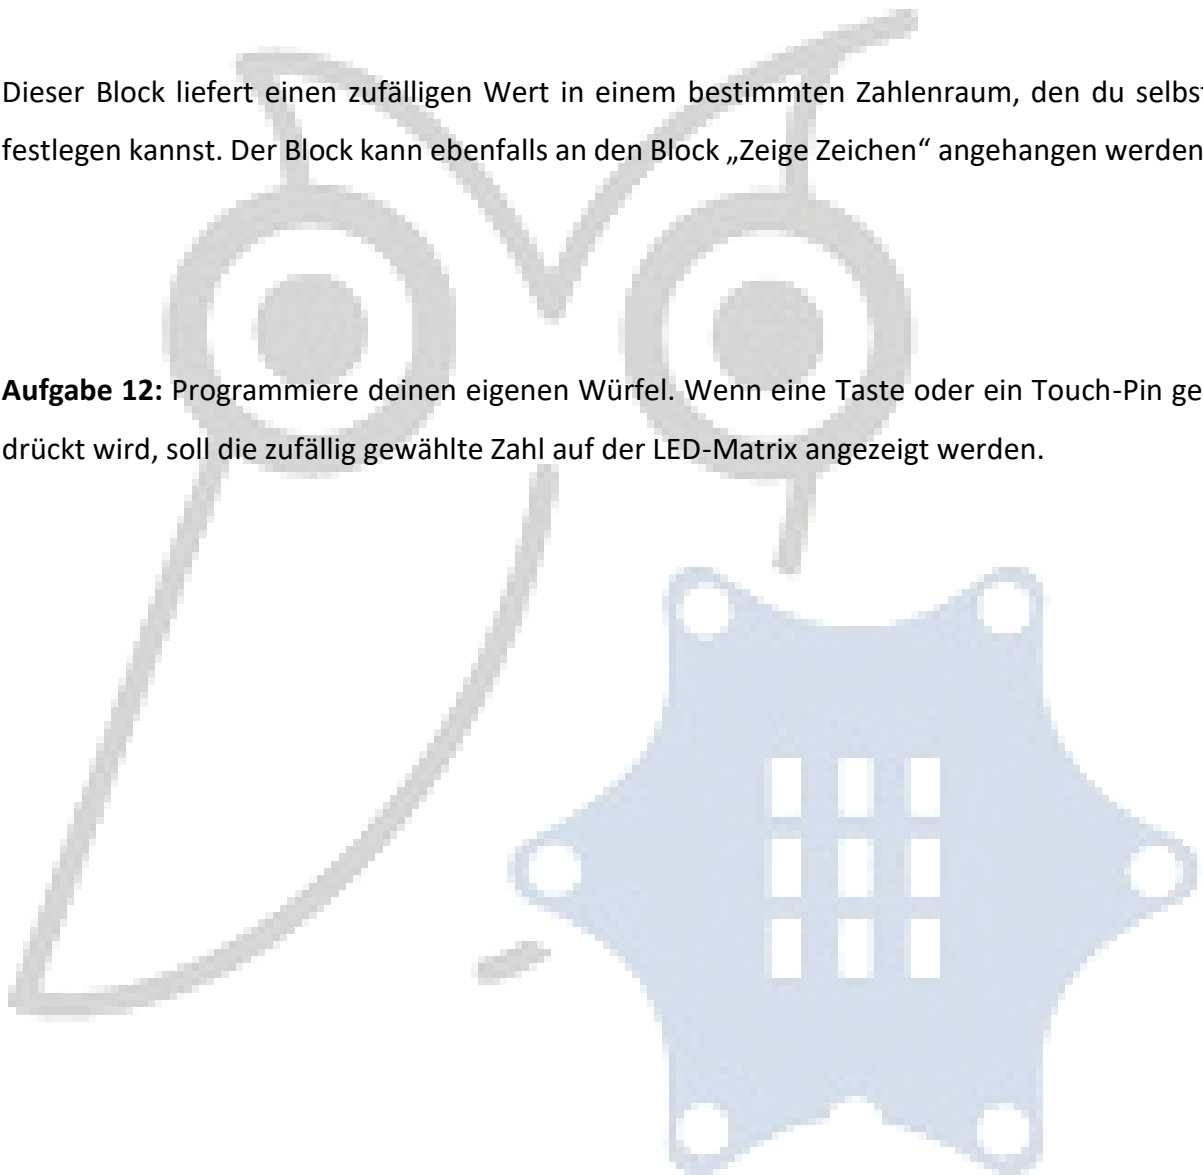 Dieser Block liefert einen zufälligen Wert in einem bestimmten Zahlenraum, den du selbst
festlegen kannst. Der Block kann ebenfalls an den Block „Zeige Zeichen“ angehangen werden
Aufgabe 12: Programmiere deinen eigenen Würfel. Wenn eine Taste oder ein Touch-Pin ge
drückt wird, soll die zufällig gewählte Zahl auf der LED-Matrix angezeigt werden.